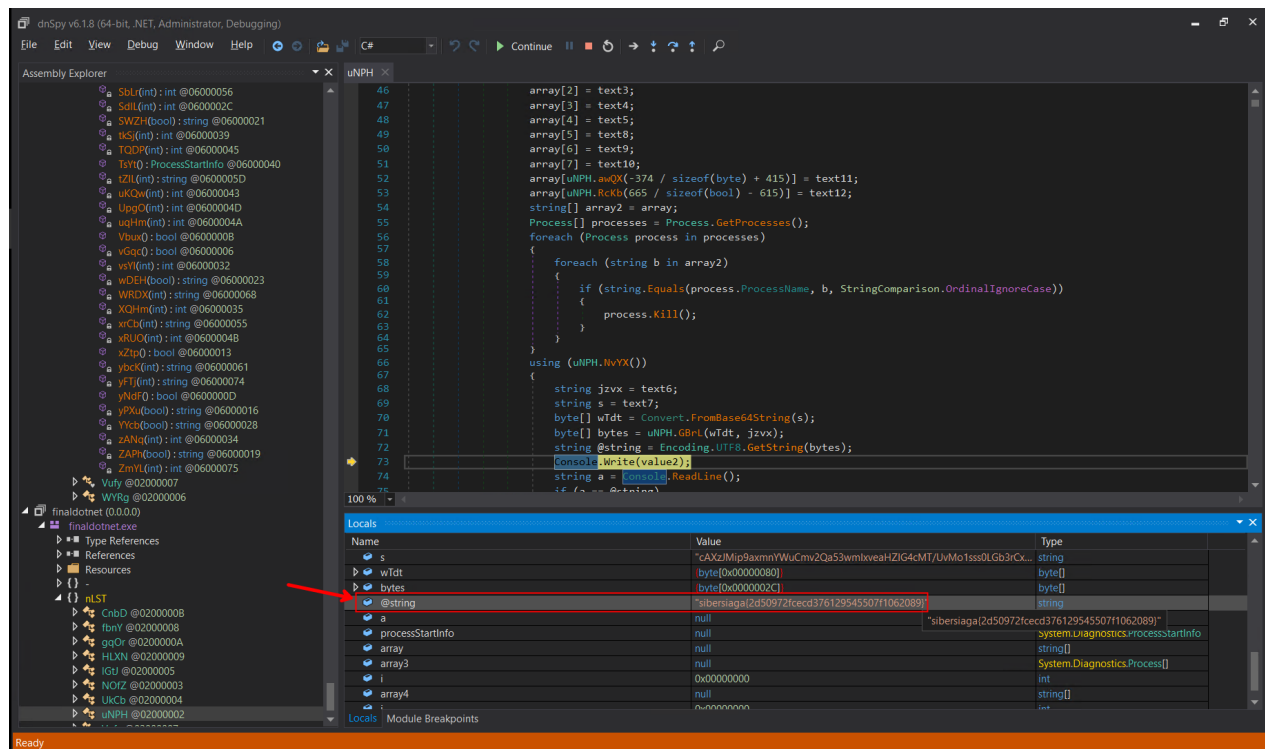 dnSpy v6.1.8 (64-bit, .NET, Administrator, Debugging)
File Edit View Debug Window Help C# Continue
Assembly Explorer
SbLr(int) : int @06000056
SdIL(int) : int @0600002C
SWZH(bool) : string @06000021
tkSj(int) : int @06000039
TQDP(int) : int @06000045
TsYt() : ProcessStartInfo @06000040
tZIL(int) : string @0600005D
uKQw(int) : int @06000043
UpgO(int) : int @0600004D
uqHm(int) : int @0600004A
Vbux() : bool @0600000B
vGqc() : bool @06000006
vsYI(int) : int @06000032
wDEH(bool) : string @06000023
WRDX(int) : string @06000068
XQHm(int) : int @06000035
xrCb(int) : string @06000055
xRUO(int) : int @0600004B
xZtp() : bool @06000013
ybcK(int) : string @06000061
yFTj(int) : string @06000074
yNdF() : bool @0600000D
yPXu(bool) : string @06000016
YYcb(bool) : string @06000028
zANq(int) : int @06000034
ZAPh(bool) : string @06000019
ZmYL(int) : int @06000075
Vufy @02000007
WYRg @02000006
finaldotnet (0.0.0.0)
finaldotnet.exe
Type References
References
Resources
{ } -
{ } nLST
CnbD @0200000B
fbnY @02000008
gqOr @0200000A
HLXN @02000009
IGtJ @02000005
NOfZ @02000003
UkCb @02000004
uNPH @02000002
uNPH
46 array[2] = text3;
47 array[3] = text4;
48 array[4] = text5;
49 array[5] = text8;
50 array[6] = text9;
51 array[7] = text10;
52 array[uNPH.awQX(-374 / sizeof(byte) + 415)] = text11;
53 array[uNPH.RcKb(665 / sizeof(bool) - 615)] = text12;
54 string[] array2 = array;
55 Process[] processes = Process.GetProcesses();
56 foreach (Process process in processes)
57 {
58 foreach (string b in array2)
59 {
60 if (string.Equals(process.ProcessName, b, StringComparison.OrdinalIgnoreCase))
61 {
62 process.Kill();
63 }
64 }
65 }
66 using (uNPH.NvYX())
67 {
68 string jzvx = text6;
69 string s = text7;
70 byte[] wTdt = Convert.FromBase64String(s);
71 byte[] bytes = uNPH.GBrL(wTdt, jzvx);
72 string @string = Encoding.UTF8.GetString(bytes);
73 Console.Write(value2);
74 string a = Console.ReadLine();
75 if (a == @string)
100 %
Locals
Name Value Type
s "cAXzJMip9axmnYWuCmv2Qa53wmIxveaHZIG4cMT/UvMo1sss0LGb3rCx... string
wTdt {byte[0x00000080]} byte[]
bytes {byte[0x0000002C]} byte[]
@string "sibersiaga{2d50972fcecd376129545507f1062089}" string
a null string
"sibersiaga{2d50972fcecd376129545507f1062089}"
processStartInfo null System.Diagnostics.ProcessStartInfo
array null string[]
array3 null System.Diagnostics.Process[]
i 0x00000000 int
array4 null string[]
i 0x00000000 int
Locals Module Breakpoints
Ready